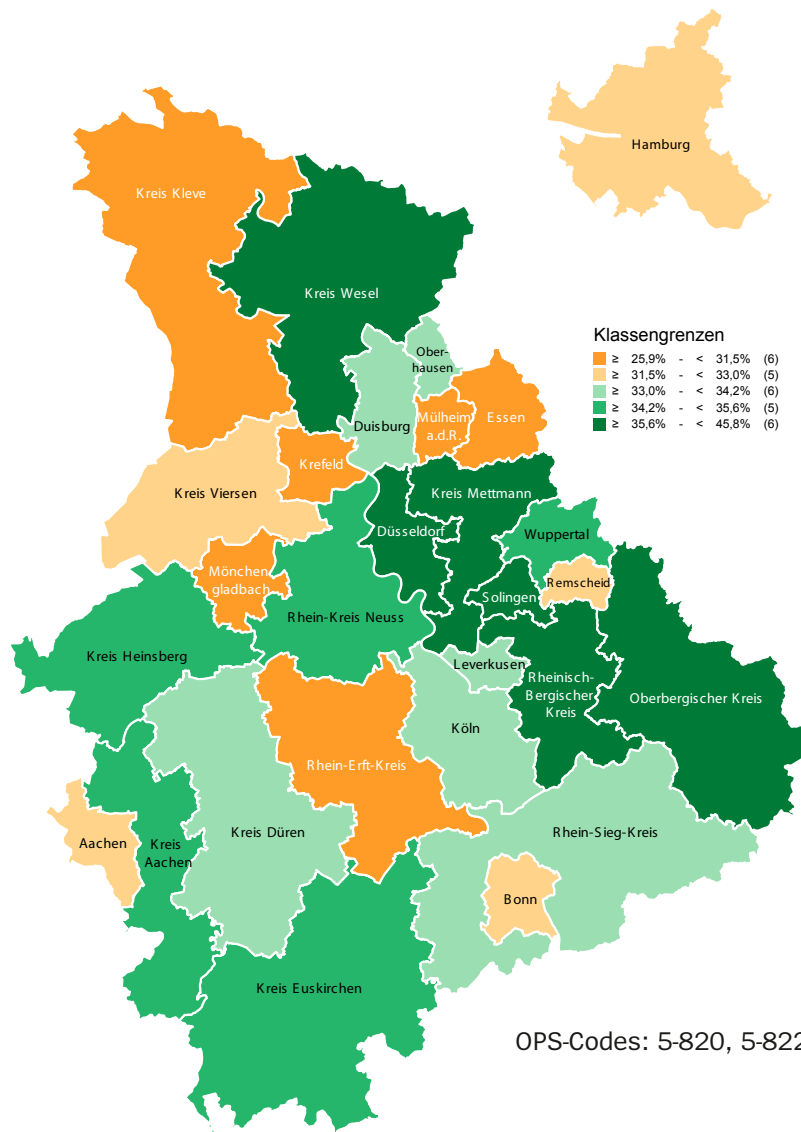 Hamburg
Kreis Kleve
Kreis Wesel
Klassengrenzen
≥ 25,9% - < 31,5% (6)
≥ 31,5% - < 33,0% (5)
≥ 33,0% - < 34,2% (6)
≥ 34,2% - < 35,6% (5)
≥ 35,6% - < 45,8% (6)
Ober-
hausen
Duisburg
Mülheim
a.d.R.
Essen
Krefeld
Kreis Viersen
Kreis Mettmann
Düsseldorf
Wuppertal
Mönchen
gladbach
Remscheid
Solingen
Rhein-Kreis Neuss
Kreis Heinsberg
Leverkusen
Rheinisch-
Bergischer
Kreis
Oberbergischer Kreis
Köln
Rhein-Erft-Kreis
Kreis Düren
Rhein-Sieg-Kreis
Aachen
Kreis
Aachen
Bonn
Kreis Euskirchen
OPS-Codes: 5-820, 5-822